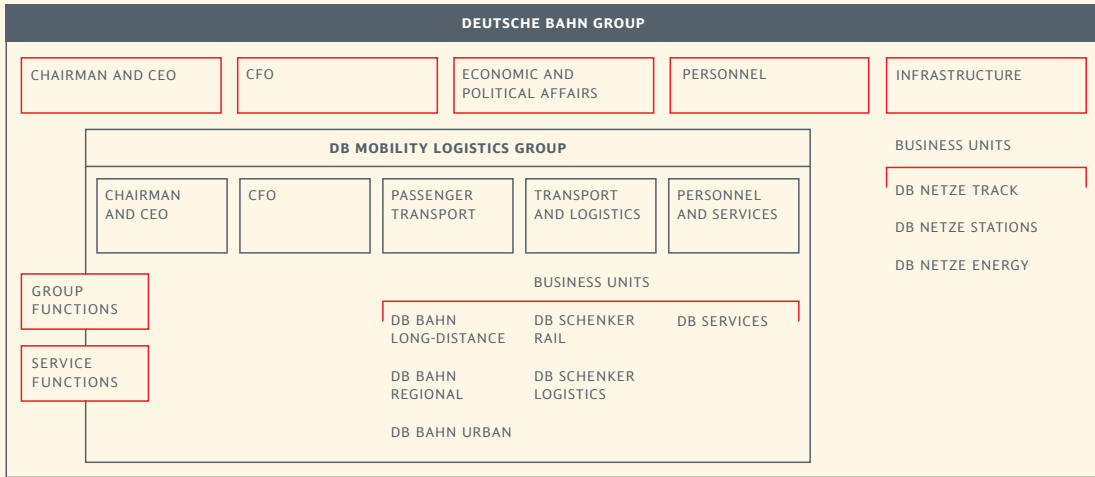 DEUTSCHE BAHN GROUP
CHAIRMAN AND CEO
CFO
ECONOMIC AND
POLITICAL AFFAIRS
PERSONNEL
INFRASTRUCTURE
BUSINESS UNITS
DB NETZE TRACK
DB NETZE STATIONS
DB NETZE ENERGY
DB MOBILITY LOGISTICS GROUP
CHAIRMAN
AND CEO
CFO
PASSENGER
TRANSPORT
TRANSPORT
AND LOGISTICS
PERSONNEL
AND SERVICES
GROUP
FUNCTIONS
SERVICE
FUNCTIONS
BUSINESS UNITS
DB BAHN
LONG-DISTANCE
DB BAHN
REGIONAL
DB BAHN URBAN
DB SCHENKER
RAIL
DB SCHENKER
LOGISTICS
DB SERVICES